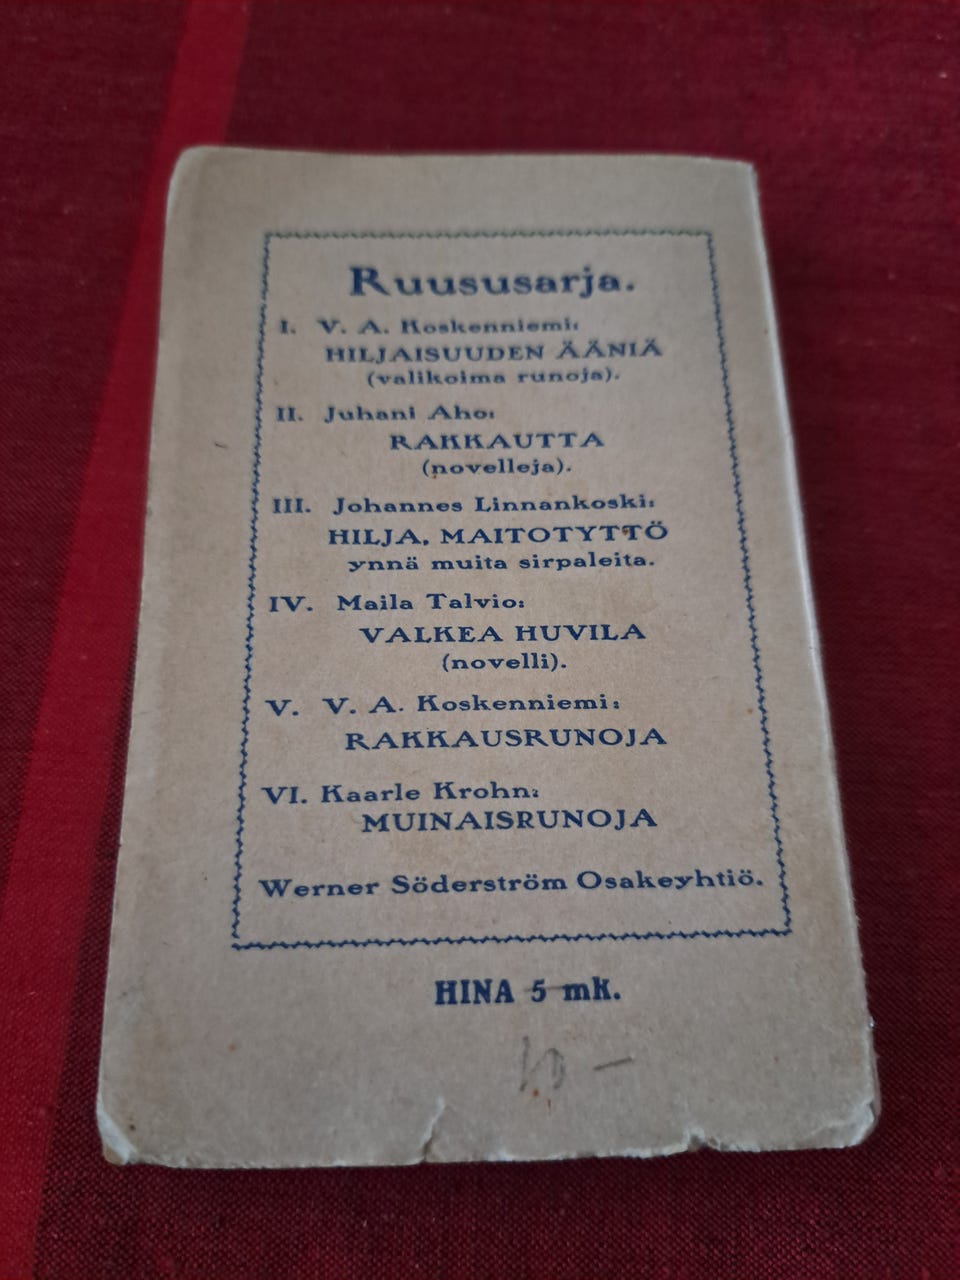 Ruususarja.
I. V. A. Koskenniemi:
HILJAISUUDEN ÄÄNIÄ
(valikoima runoja).
II. Juhani Aho:
RAKKAUTTA
(novelleja).
III. Johannes Linnankoski:
HILJA, MAITOTYTTÖ
ynnä muita sirpaleita.
IV. Maila Talvio:
VALKEA HUVILA
(novelli).
V. V. A. Koskenniemi:
RAKKAUSRUNOJA
VI. Kaarle Krohn:
MUINAISRUNOJA
Werner Söderström Osakeyhtiö.
HINA 5 mk.
10 –